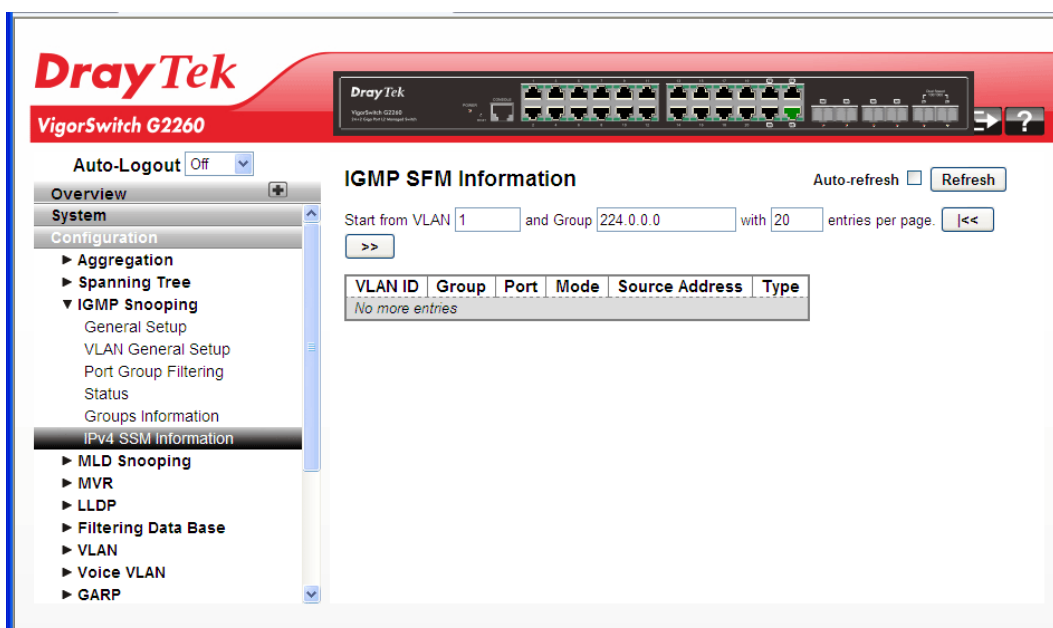 DrayTek
VigorSwitch G2260
DrayTek
VigorSwitch G2260
CONSOLE
POWER
Auto-Logout Off
Overview
System
Configuration
Aggregation
Spanning Tree
IGMP Snooping
General Setup
VLAN General Setup
Port Group Filtering
Status
Groups Information
IPv4 SSM Information
MLD Snooping
MVR
LLDP
Filtering Data Base
VLAN
Voice VLAN
GARP
IGMP SFM Information
Auto-refresh Refresh
Start from VLAN 1 and Group 224.0.0.0 with 20 entries per page. |<<
>>
VLAN ID Group Port Mode Source Address Type
No more entries
?